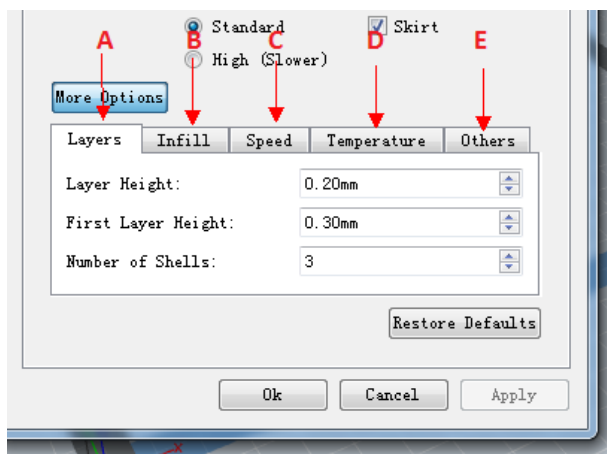 Standard Skirt
A B C D E
High (Slower)
More Options
Layers Infill Speed Temperature Others
Layer Height: 0.20mm
First Layer Height: 0.30mm
Number of Shells: 3
Restore Defaults
Ok Cancel Apply